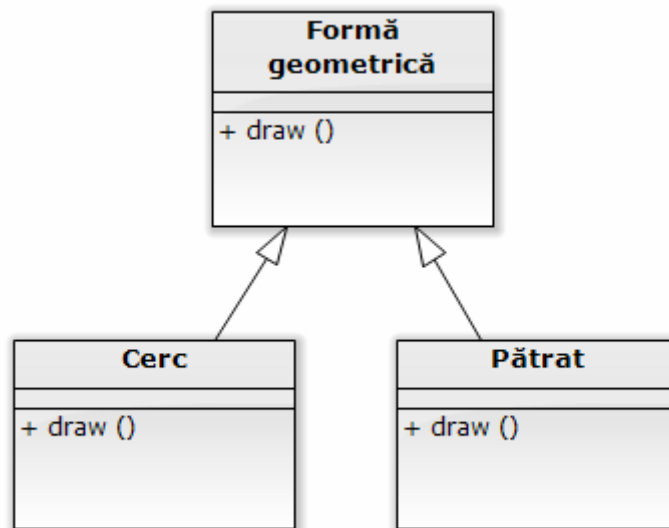 Formă
geometrică
+ draw ()
Cerc
+ draw ()
Pătrat
+ draw ()